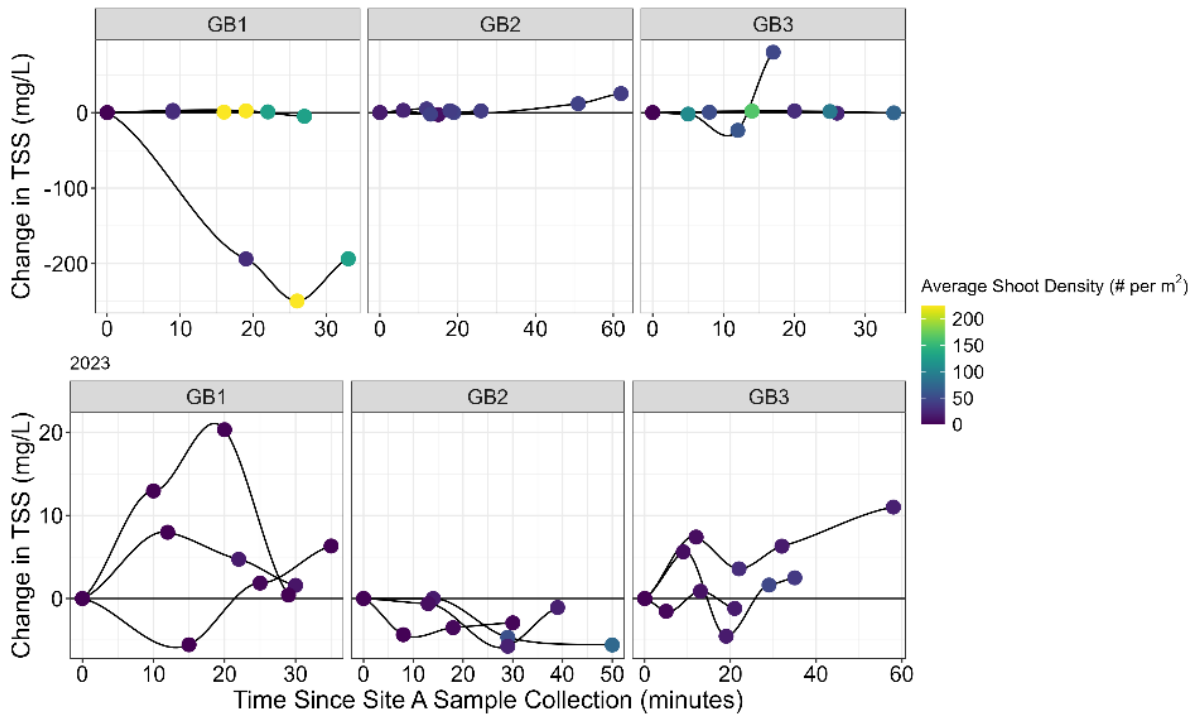 GB1 GB2 GB3
Change in TSS (mg/L)
0
-100
-200
0 10 20 30 0 20 40 60 0 10 20 30
Average Shoot Density (# per m²)
200
150
100
50
0
2023
GB1 GB2 GB3
Change in TSS (mg/L)
20
10
0
0 10 20 30 0 10 20 30 40 50 0 20 40 60
Time Since Site A Sample Collection (minutes)